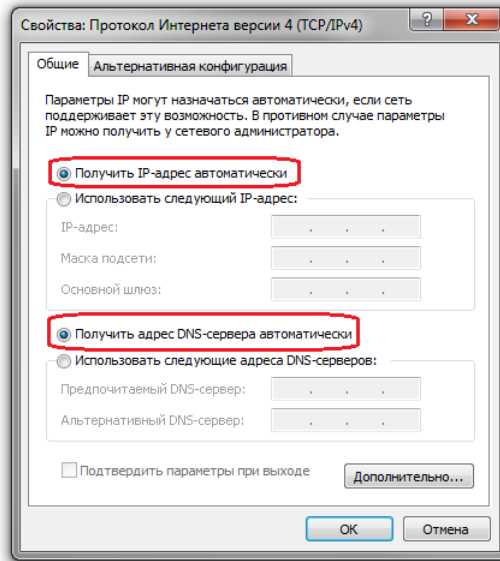 Свойства: Протокол Интернета версии 4 (TCP/IPv4)
Общие
Альтернативная конфигурация
Параметры IP могут назначаться автоматически, если сеть
поддерживает эту возможность. В противном случае параметры
IP можно получить у сетевого администратора.
Получить IP-адрес автоматически
Использовать следующий IP-адрес:
IP-адрес:
Маска подсети:
Основной шлюз:
Получить адрес DNS-сервера автоматически
Использовать следующие адреса DNS-серверов:
Предпочитаемый DNS-сервер:
Альтернативный DNS-сервер:
Подтвердить параметры при выходе
Дополнительно...
ОК
Отмена